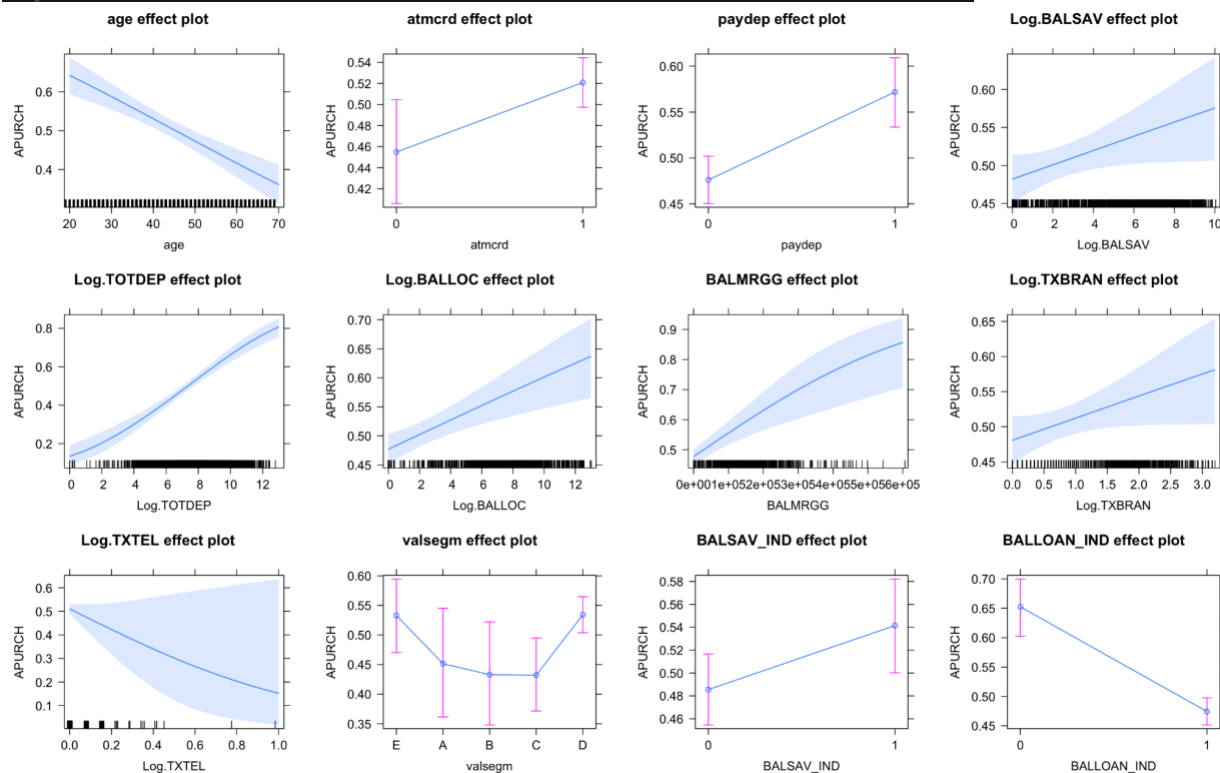 age effect plot
APURCH
0.6
0.5
0.4
20 30 40 50 60 70
age
atmcrd effect plot
APURCH
0.54
0.52
0.50
0.48
0.46
0.44
0.42
0 1
atmcrd
paydep effect plot
APURCH
0.60
0.55
0.50
0.45
0 1
paydep
Log.BALSAV effect plot
APURCH
0.60
0.55
0.50
0.45
0 2 4 6 8 10
Log.BALSAV
Log.TOTDEP effect plot
APURCH
0.8
0.6
0.4
0.2
0 2 4 6 8 10 12
Log.TOTDEP
Log.BALLOC effect plot
APURCH
0.70
0.65
0.60
0.55
0.50
0.45
0 2 4 6 8 10 12
Log.BALLOC
BALMRGG effect plot
APURCH
0.9
0.8
0.7
0.6
0.5
0e+001e+052e+053e+054e+055e+056e+05
BALMRGG
Log.TXBRAN effect plot
APURCH
0.65
0.60
0.55
0.50
0.45
0.0 0.5 1.0 1.5 2.0 2.5 3.0
Log.TXBRAN
Log.TXTEL effect plot
APURCH
0.6
0.5
0.4
0.3
0.2
0.1
0.0 0.2 0.4 0.6 0.8 1.0
Log.TXTEL
valsegm effect plot
APURCH
0.60
0.55
0.50
0.45
0.40
0.35
E A B C D
valsegm
BALSAV_IND effect plot
APURCH
0.58
0.56
0.54
0.52
0.50
0.48
0.46
0 1
BALSAV_IND
BALLOAN_IND effect plot
APURCH
0.70
0.65
0.60
0.55
0.50
0.45
0 1
BALLOAN_IND